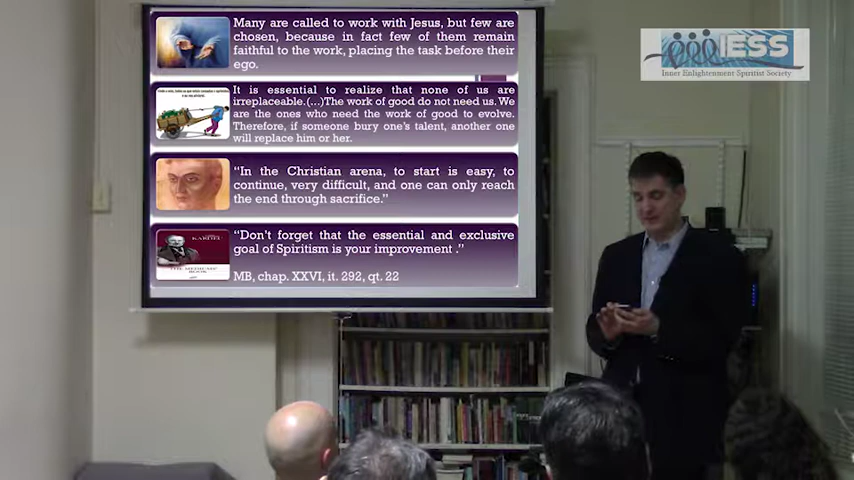 Many are called to work with Jesus, but few are
chosen, because in fact few of them remain
faithful to the work, placing the task before their
ego.
It is essential to realize that none of us are
irreplaceable.(...)The work of good do not need us. We
are the ones who need the work of good to evolve.
Therefore, if someone bury one's talent, another one
will replace him or her.
"In the Christian arena, to start is easy, to
continue, very difficult, and one can only reach
the end through sacrifice."
"Don't forget that the essential and exclusive
goal of Spiritism is your improvement ."
MB, chap. XXVI, it. 292, qt. 22
IESS
Inner Enlightenment Spiritist Society